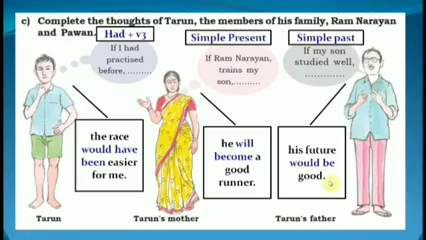 c) Complete the thoughts of Tarun, the members of his family, Ram Narayan
and Pawan.
Had + v3
Simple Present
Simple past
If I had
practised
before, .........
If Ram Narayan,
trains my
son,..........
If my son
studied well,
.............
the race
would have
been easier
for me.
he will
become a
good
runner.
his future
would be
good.
Tarun
Tarun's mother
Tarun's father